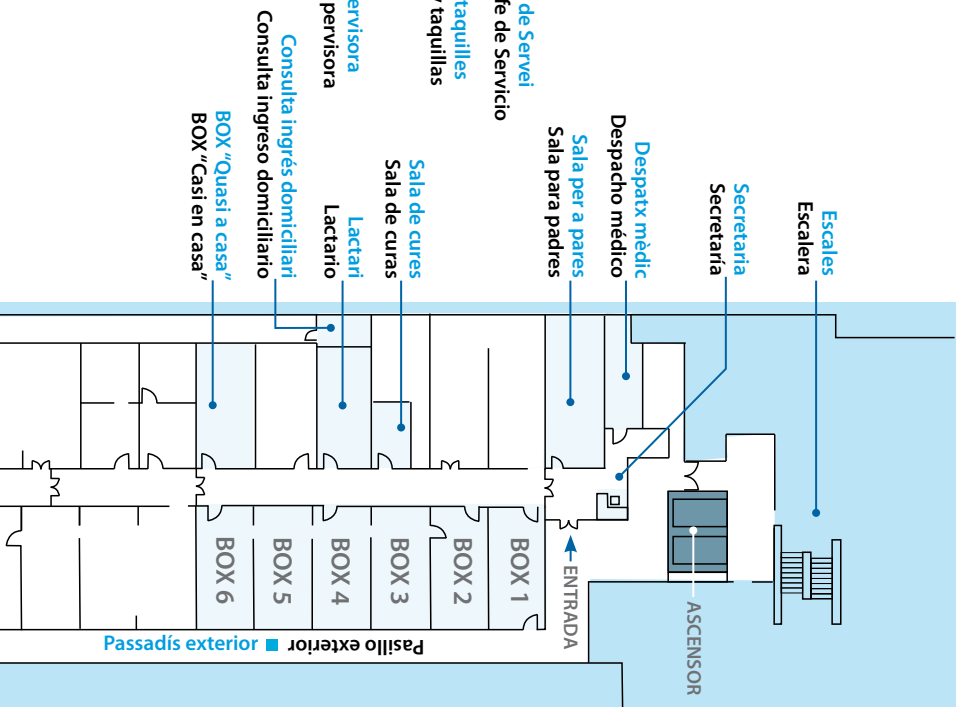 de Servei
fe de Servicio
taquilles
y taquillas
ervisora
pervisora
Consulta ingrés domiciliari
Consulta ingreso domiciliario
BOX "Quasi a casa"
BOX "Casi en casa"
Lactari
Lactario
Sala de cures
Sala de curas
Sala per a pares
Sala para padres
Despatx mèdic
Despacho médico
Secretaria
Secretaría
Escales
Escalera
BOX 6
BOX 5
BOX 4
BOX 3
BOX 2
BOX 1
ENTRADA
ASCENSOR
Passadís exterior
Pasillo exterior